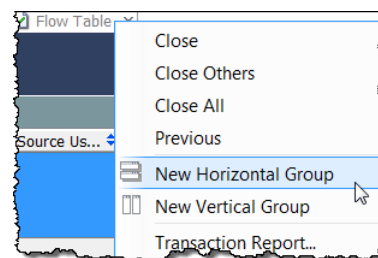 Flow Table
Close
Close Others
Close All
Previous
Source Us...
New Horizontal Group
New Vertical Group
Transaction Report...